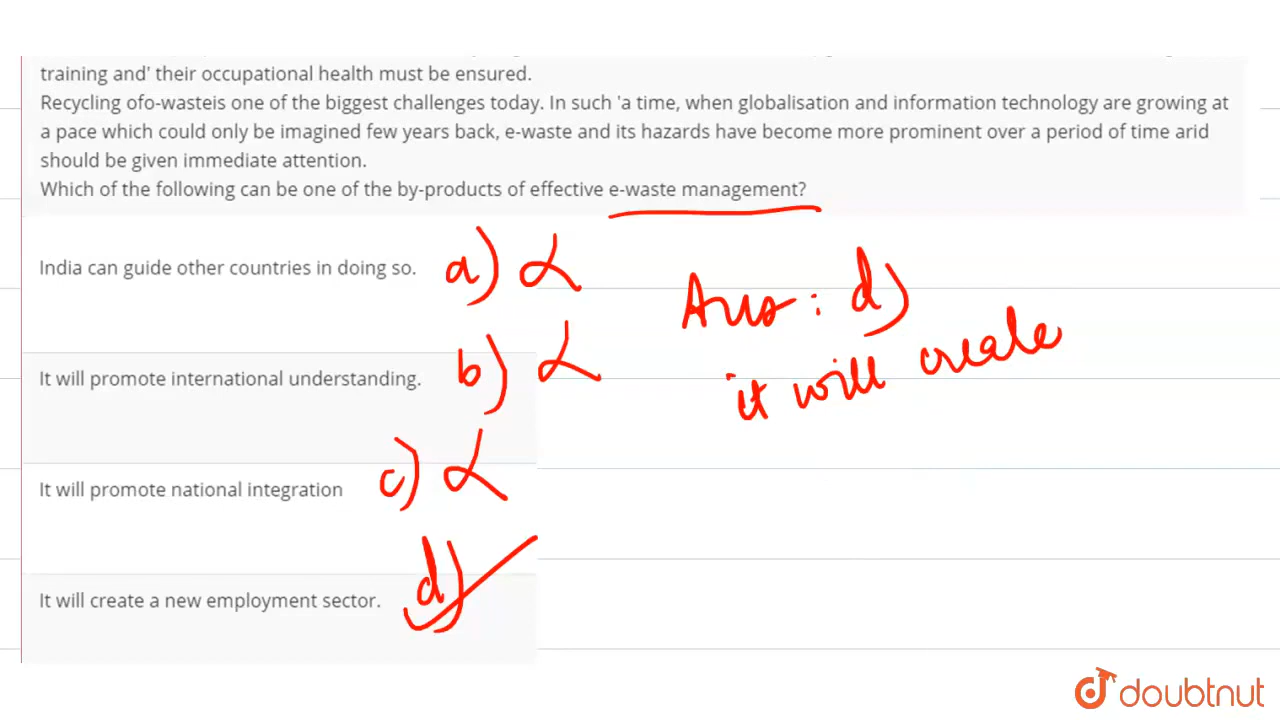 training and' their occupational health must be ensured.
Recycling ofo-wasteis one of the biggest challenges today. In such 'a time, when globalisation and information technology are growing at
a pace which could only be imagined few years back, e-waste and its hazards have become more prominent over a period of time arid
should be given immediate attention.
Which of the following can be one of the by-products of effective e-waste management?
India can guide other countries in doing so. a)
It will promote international understanding. b)
It will promote national integration c)
It will create a new employment sector. d)
Ans: d)
it will create
doubtnut